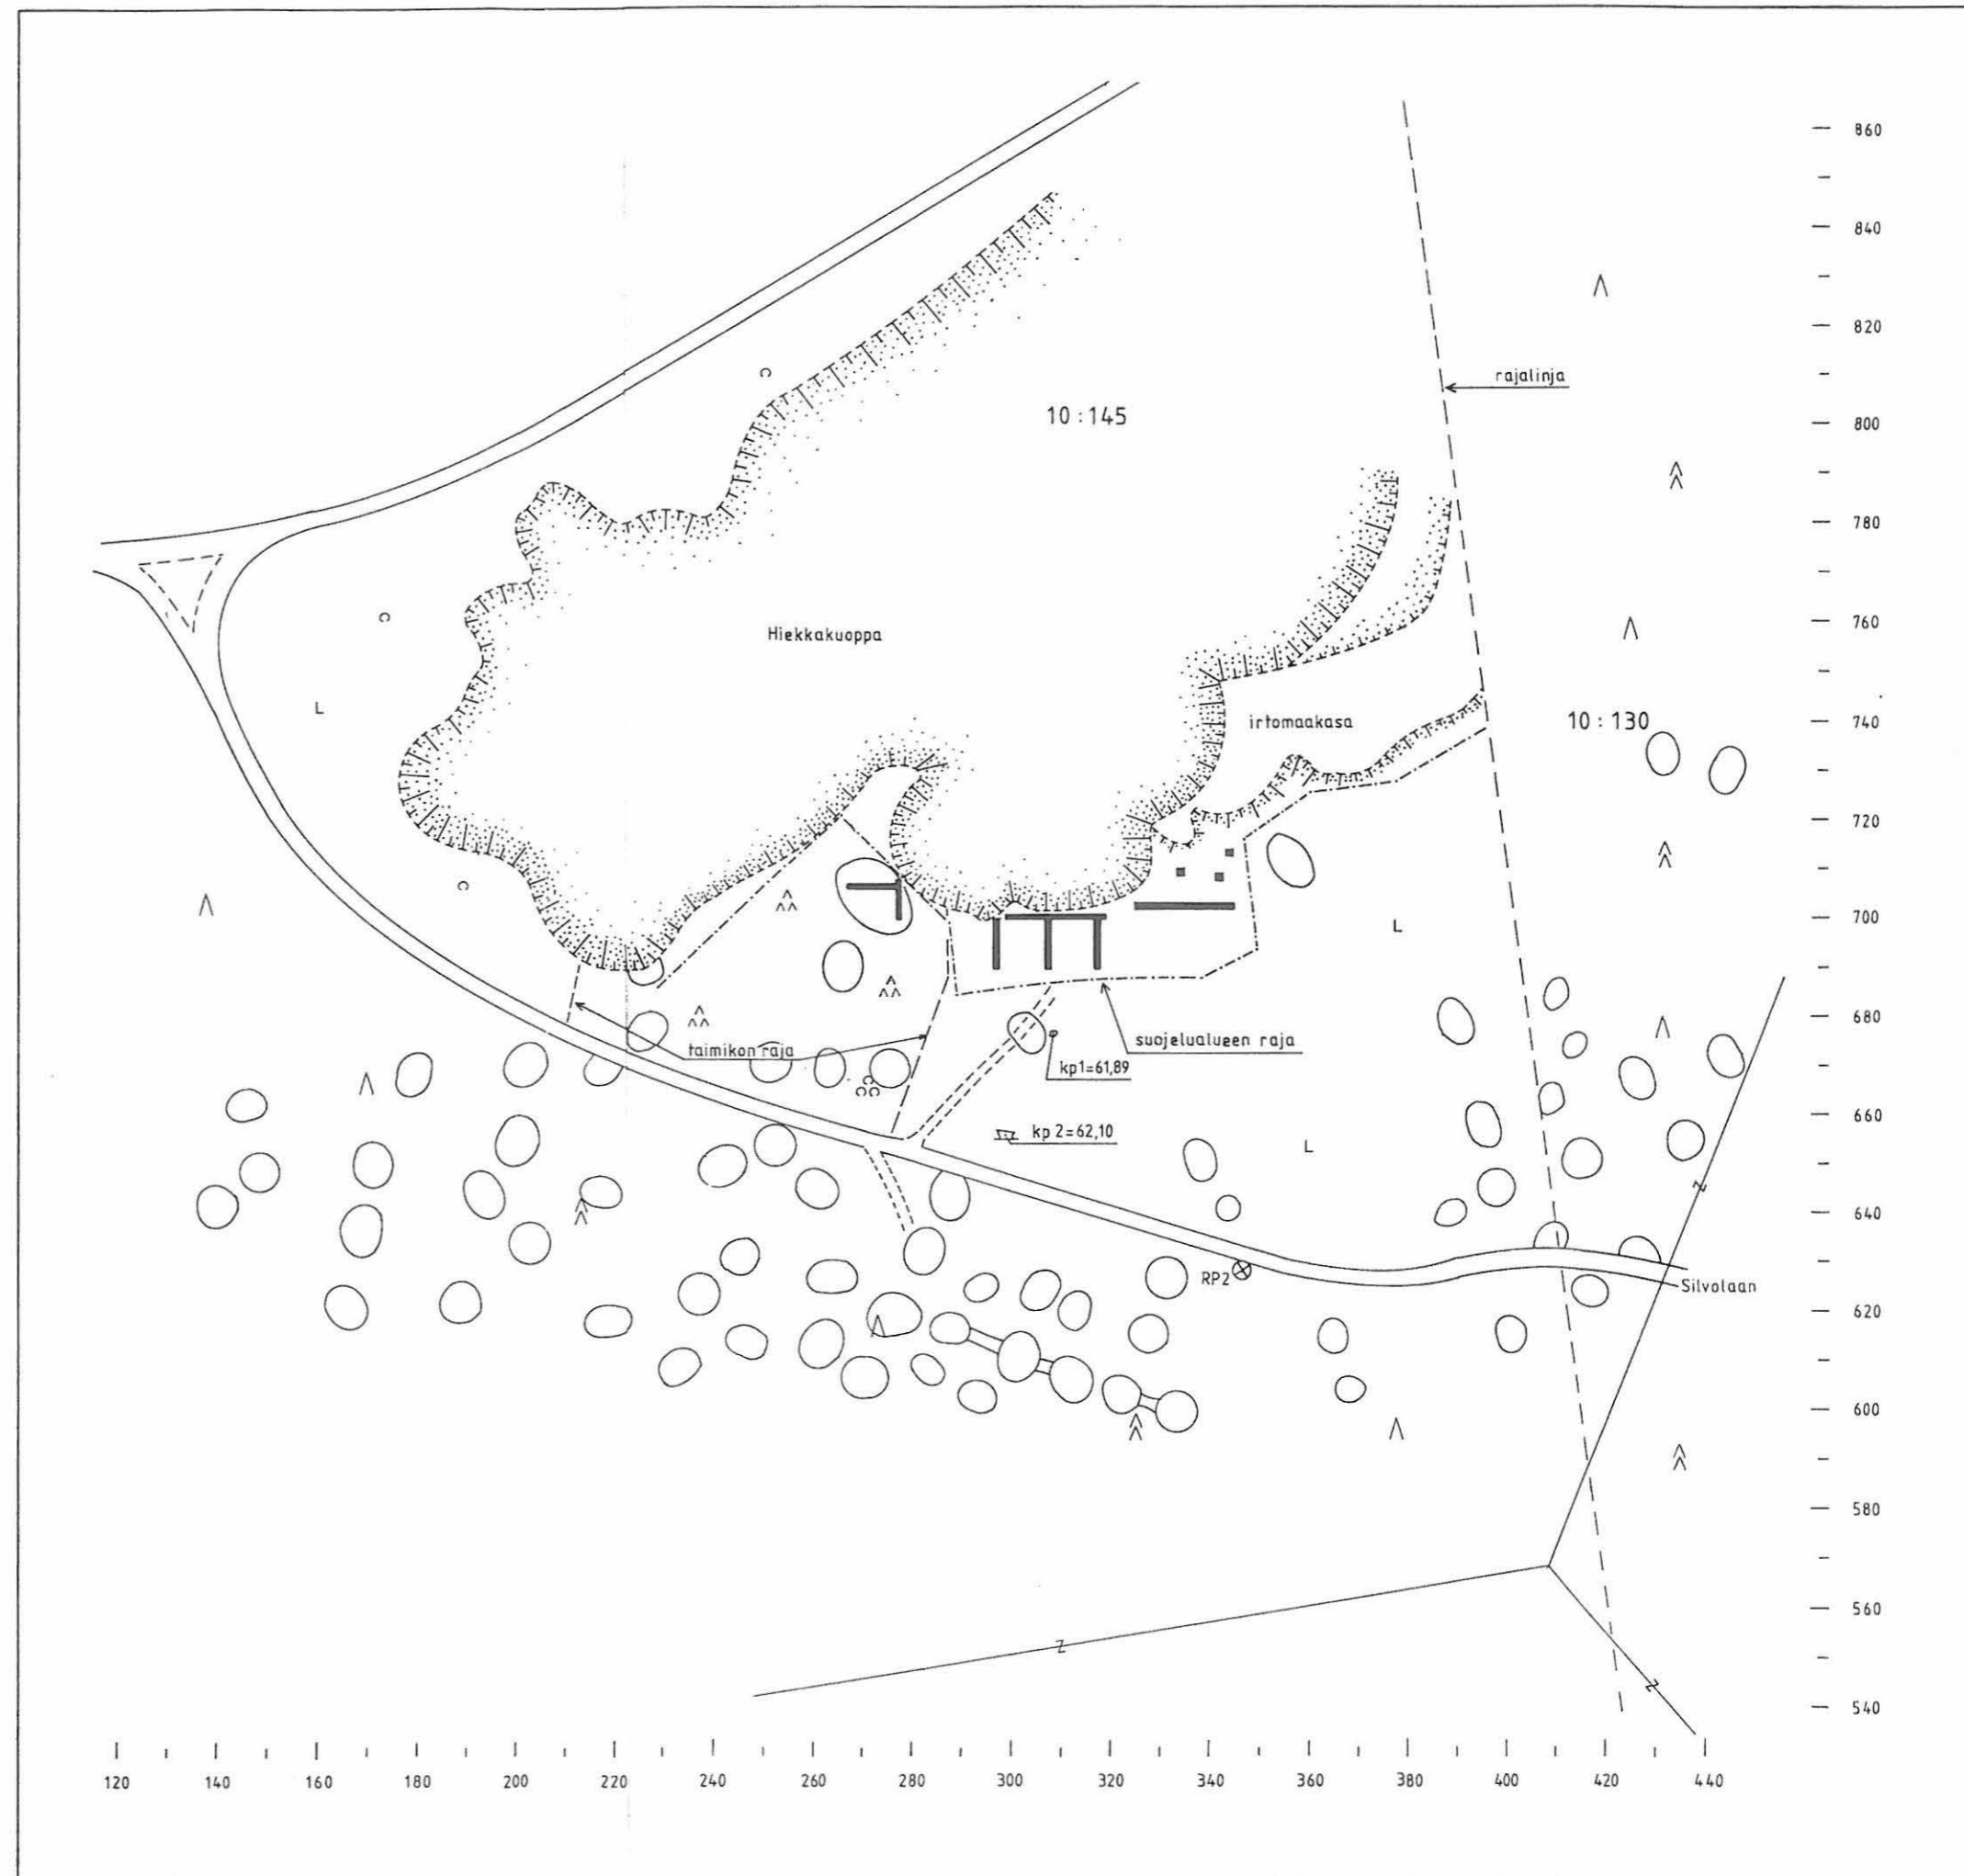 860
840
820
rajalinja
10 : 145
800
780
Hiekkakuoppa
760
L
irtomaakasa
10 : 130
740
720
700
L
680
taimikon raja
suojelualueen raja
kp1=61,89
660
kp 2=62,10
L
Z
640
RP2
Silvolaan
620
600
580
560
Z
Z
540
120 140 160 180 200 220 240 260 280 300 320 340 360 380 400 420 440